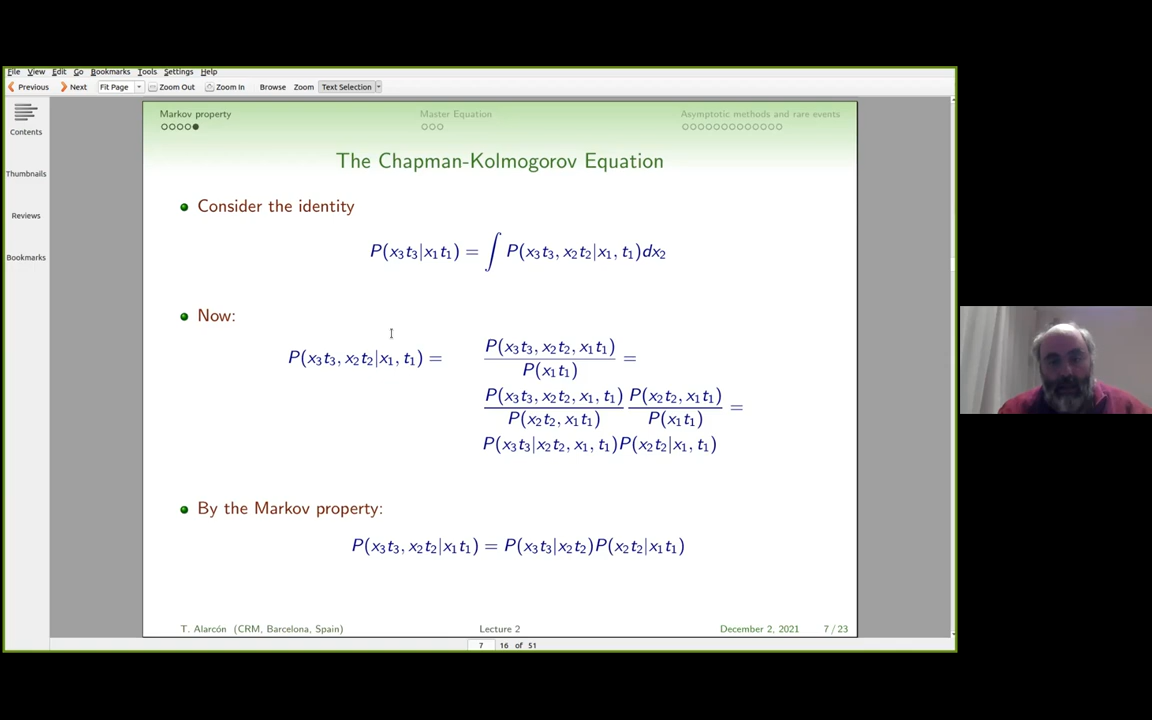 File View Edit Go Bookmarks Tools Settings Help
Previous Next Fit Page Zoom Out Zoom In Browse Zoom Text Selection
Contents
Thumbnails
Reviews
Bookmarks
Markov property Master Equation Asymptotic methods and rare events
The Chapman-Kolmogorov Equation
Consider the identity
P(x₃t₃|x₁t₁) = ∫ P(x₃t₃, x₂t₂|x₁, t₁)dx₂
Now:
P(x₃t₃, x₂t₂|x₁, t₁) = P(x₃t₃, x₂t₂, x₁t₁) / P(x₁t₁) =
P(x₃t₃, x₂t₂, x₁, t₁) / P(x₂t₂, x₁t₁) P(x₂t₂, x₁t₁) / P(x₁t₁) =
P(x₃t₃|x₂t₂, x₁, t₁)P(x₂t₂|x₁, t₁)
By the Markov property:
P(x₃t₃, x₂t₂|x₁t₁) = P(x₃t₃|x₂t₂)P(x₂t₂|x₁t₁)
T. Alarcón (CRM, Barcelona, Spain) Lecture 2 December 2, 2021 7 / 23
7 16 of 51